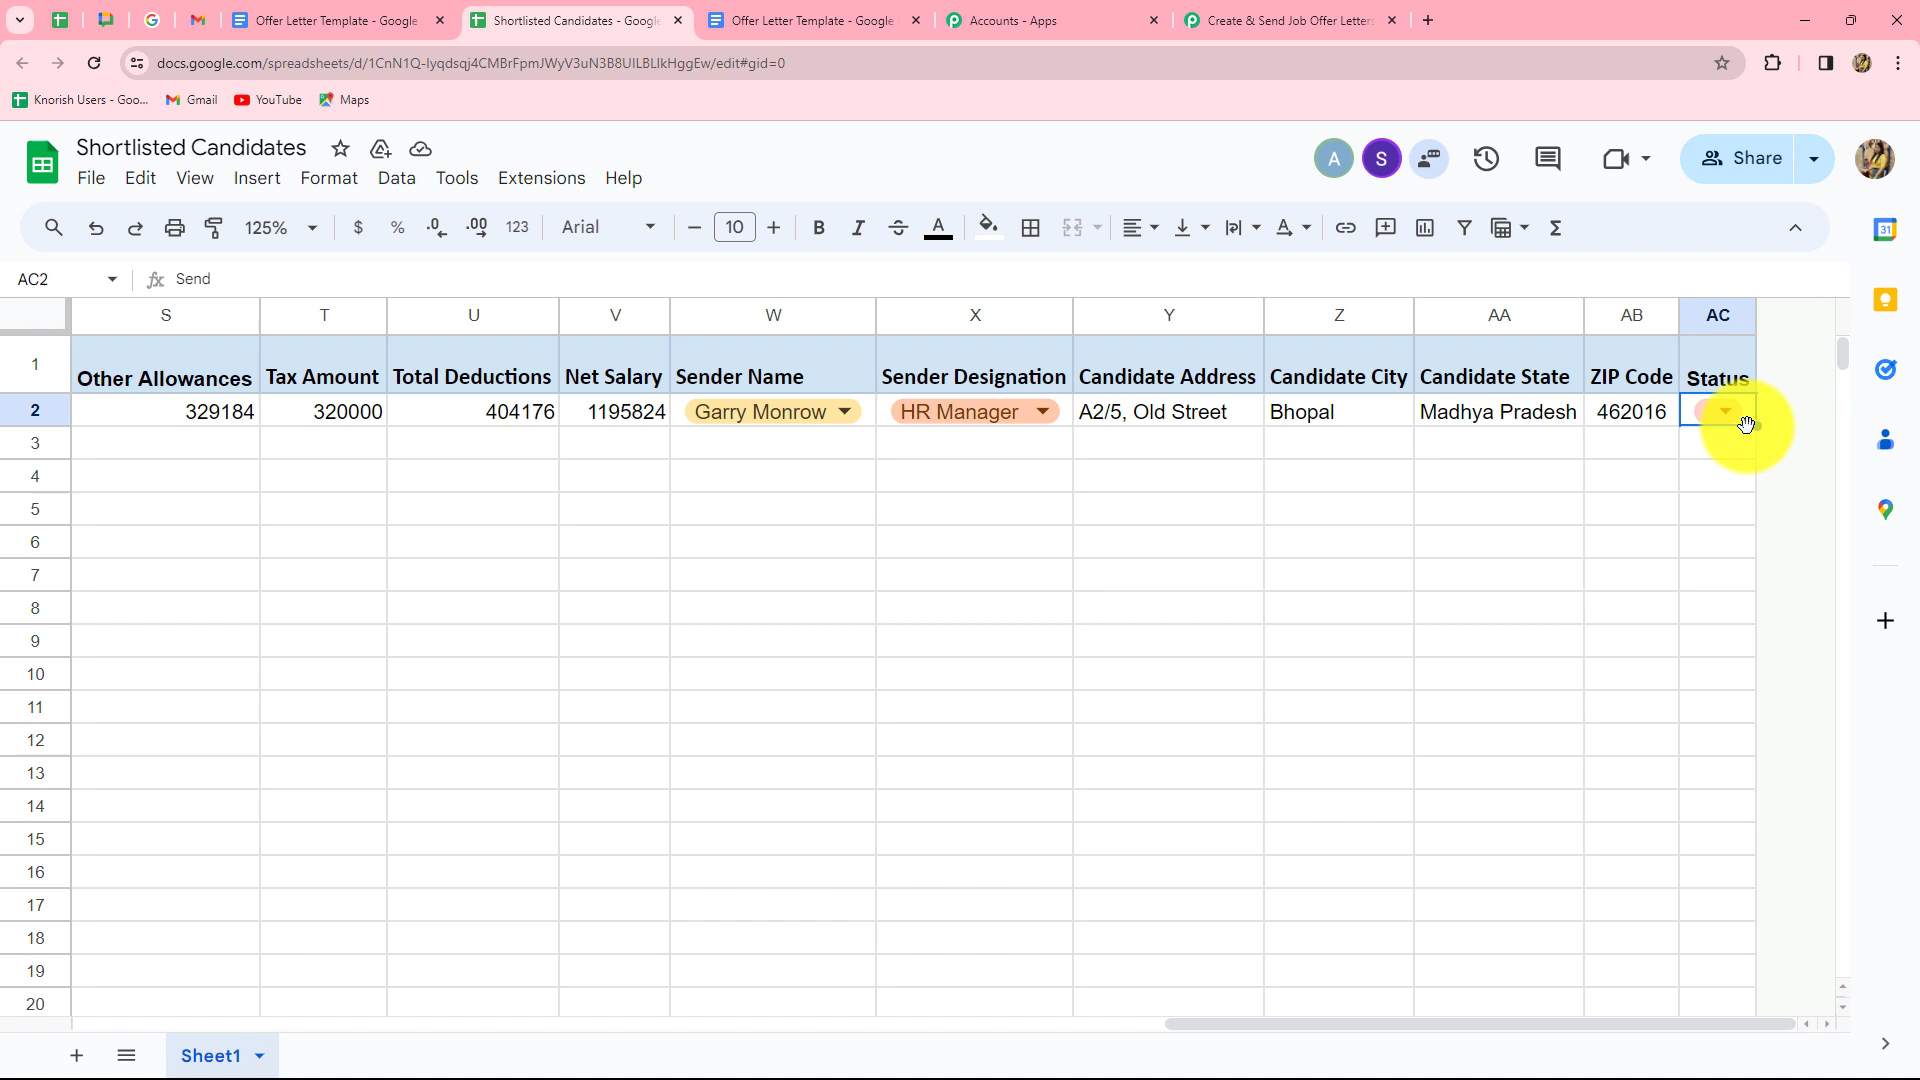 Offer Letter Template - Google
Shortlisted Candidates - Google
Offer Letter Template - Google
Accounts - Apps
Create & Send Job Offer Letters
docs.google.com/spreadsheets/d/1CnN1Q-lyqdsqj4CMBrFpmJWyV3uN3B8UILBLlkHggEw/edit#gid=0
Knorish Users - Goo...
Gmail
YouTube
Maps
Shortlisted Candidates
A
S
Share
File Edit View Insert Format Data Tools Extensions Help
125% $ % .0 .00 123 Arial 10 B I S A
31
AC2 fx Send
S T U V W X Y Z AA AB AC
1 Other Allowances Tax Amount Total Deductions Net Salary Sender Name Sender Designation Candidate Address Candidate City Candidate State ZIP Code Status
2 329184 320000 404176 1195824 Garry Monrow HR Manager A2/5, Old Street Bhopal Madhya Pradesh 462016
3
4
5
6
7
8
9
10
11
12
13
14
15
16
17
18
19
20
Sheet1